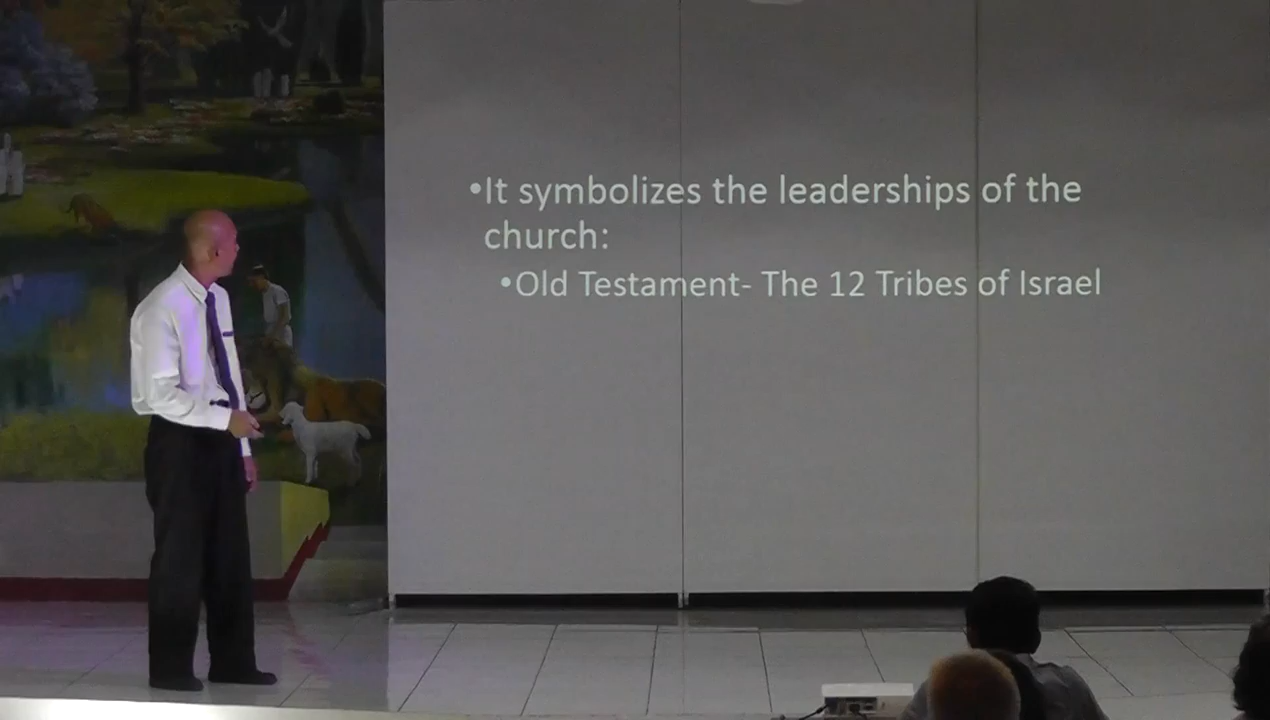 •It symbolizes the leaderships of the
church:
•Old Testament- The 12 Tribes of Israel